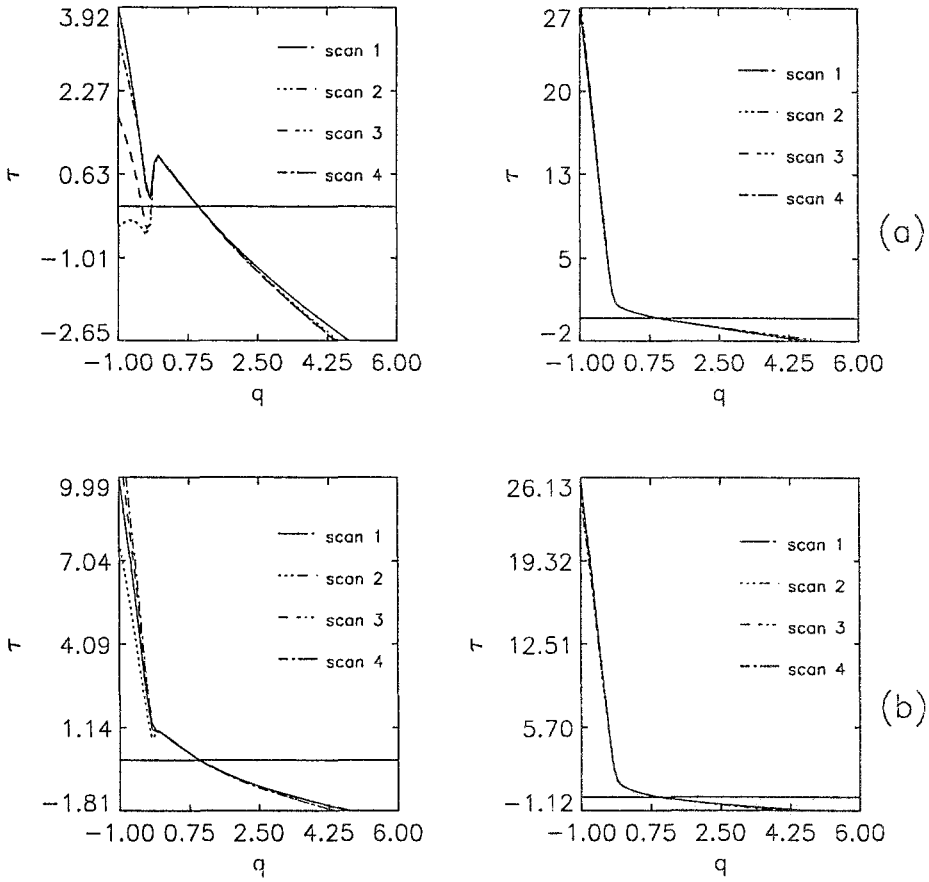 3.92
2.27
0.63
-1.01
-2.65
τ
-1.00 0.75 2.50 4.25 6.00
q
scan 1
scan 2
scan 3
scan 4
27
20
13
5
-2
τ
-1.00 0.75 2.50 4.25 6.00
q
scan 1
scan 2
scan 3
scan 4
(a)
9.99
7.04
4.09
1.14
-1.81
τ
-1.00 0.75 2.50 4.25 6.00
q
scan 1
scan 2
scan 3
scan 4
26.13
19.32
12.51
5.70
-1.12
τ
-1.00 0.75 2.50 4.25 6.00
q
scan 1
scan 2
scan 3
scan 4
(b)